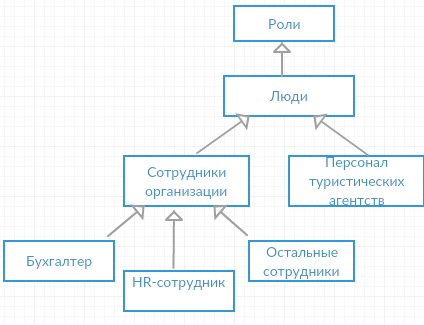 Роли
Люди
Сотрудники
организации
Персонал
туристических
агентств
Бухгалтер
HR-сотрудник
Остальные
сотрудники